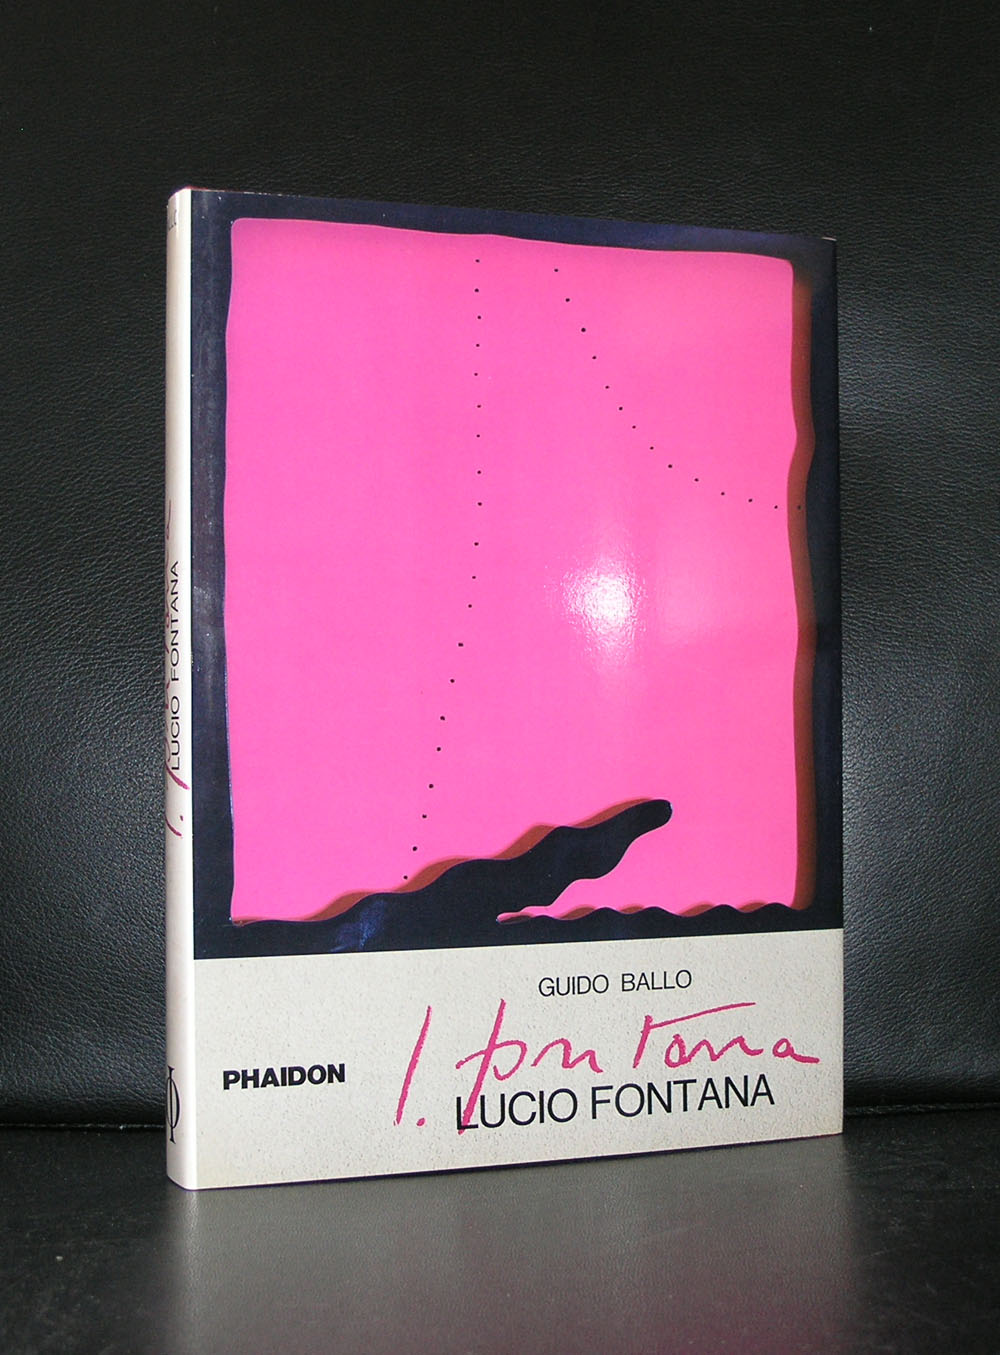 GUIDO BALLO
l. fontana
PHAIDON
LUCIO FONTANA
l.
LUCIO FONTANA